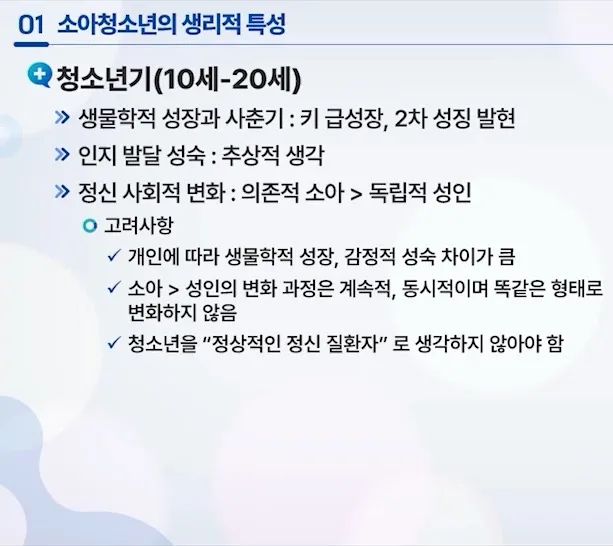 01 소아청소년의 생리적 특성
청소년기(10세-20세)
생물학적 성장과 사춘기 : 키 급성장, 2차 성징 발현
인지 발달 성숙 : 추상적 생각
정신 사회적 변화 : 의존적 소아 > 독립적 성인
고려사항
✓ 개인에 따라 생물학적 성장, 감정적 성숙 차이가 큼
✓ 소아 > 성인의 변화 과정은 계속적, 동시적이며 똑같은 형태로
변화하지 않음
✓ 청소년을 “정상적인 정신 질환자” 로 생각하지 않아야 함